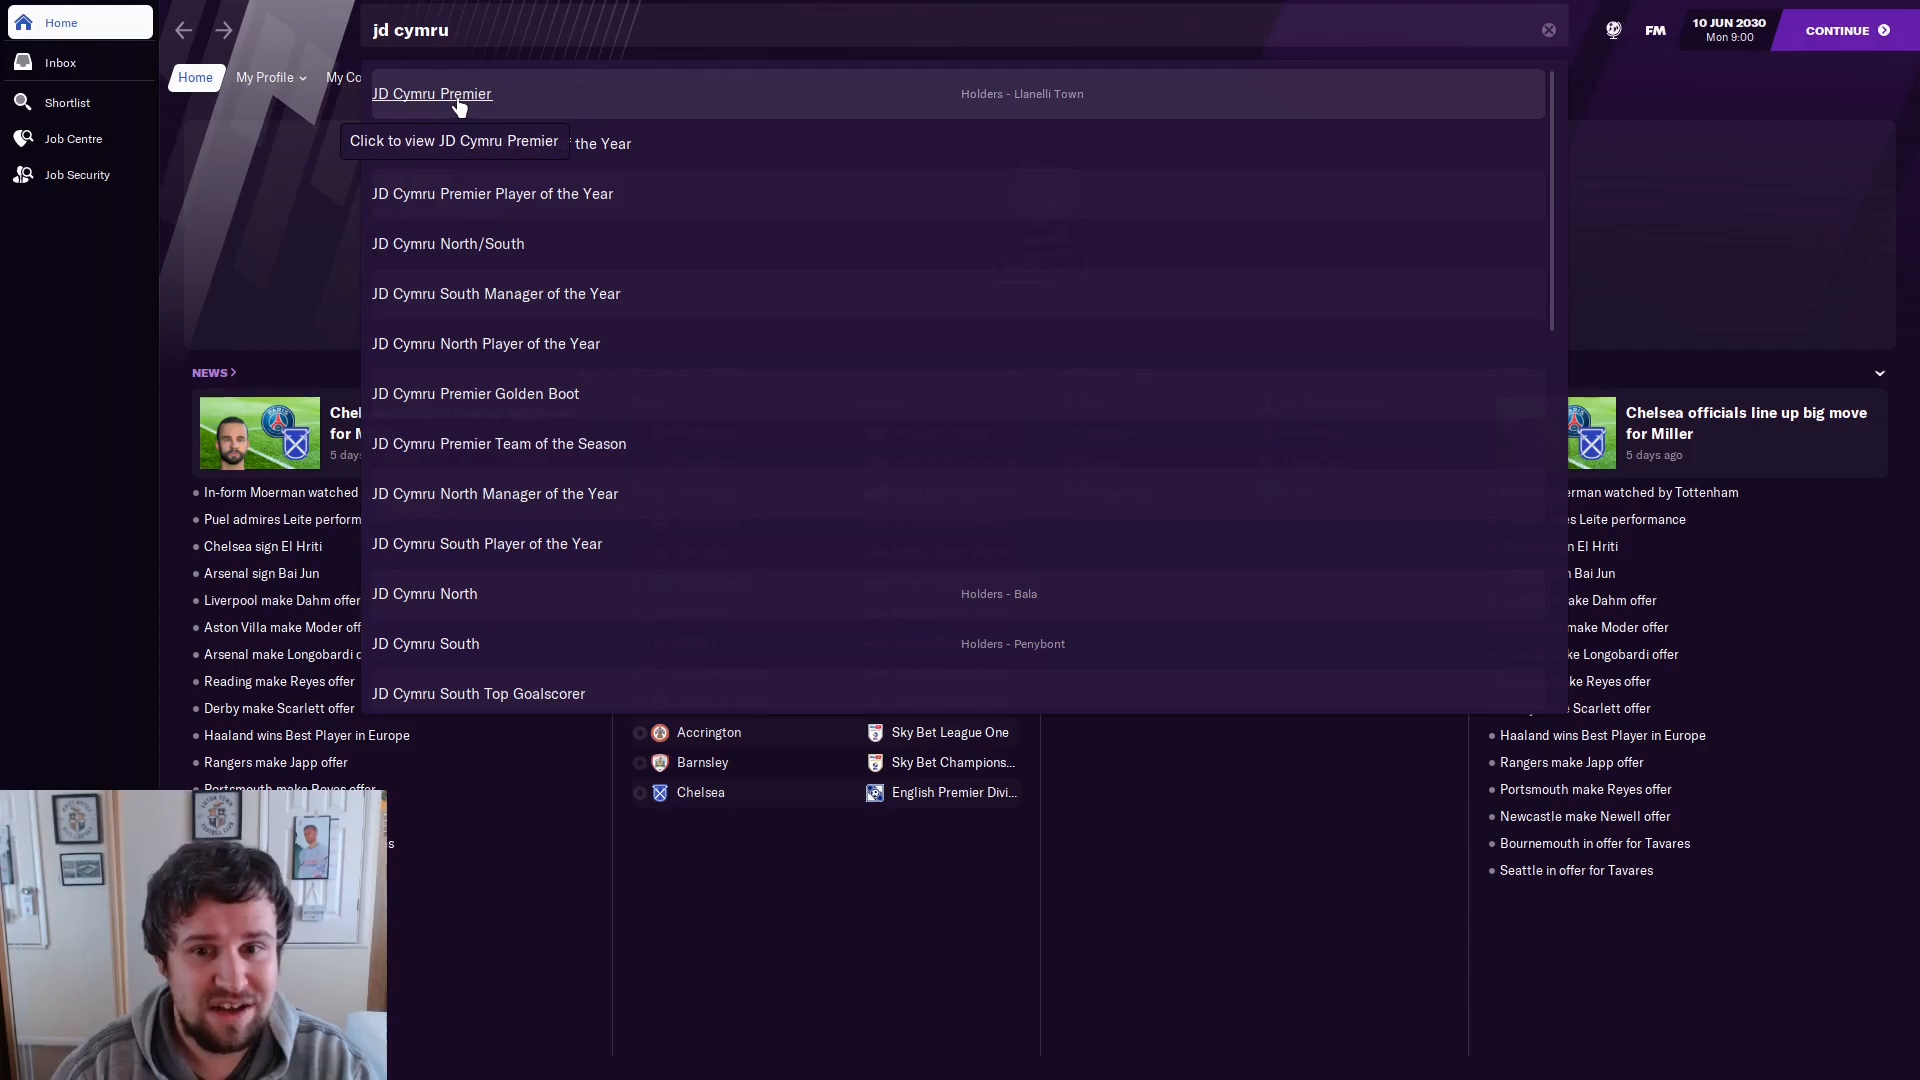 Home
Inbox
Shortlist
Job Centre
Job Security
jd cymru
FM
10 JUN 2030
Mon 9:00
CONTINUE
Home
My Profile
My Co
JD Cymru Premier
Holders - Llanelli Town
Click to view JD Cymru Premier
the Year
JD Cymru Premier Player of the Year
JD Cymru North/South
JD Cymru South Manager of the Year
JD Cymru North Player of the Year
JD Cymru Premier Golden Boot
JD Cymru Premier Team of the Season
JD Cymru North Manager of the Year
JD Cymru South Player of the Year
JD Cymru North
Holders - Bala
JD Cymru South
Holders - Penybont
JD Cymru South Top Goalscorer
NEWS
Chel
for M
5 days
In-form Moerman watched
Puel admires Leite perform
Chelsea sign El Hriti
Arsenal sign Bai Jun
Liverpool make Dahm offer
Aston Villa make Moder off
Arsenal make Longobardi o
Reading make Reyes offer
Derby make Scarlett offer
Haaland wins Best Player in Europe
Rangers make Japp offer
Portsmouth make Reyes offer
s
Accrington
Sky Bet League One
Barnsley
Sky Bet Champions...
Chelsea
English Premier Divi...
Chelsea officials line up big move
for Miller
5 days ago
erman watched by Tottenham
s Leite performance
El Hriti
Bai Jun
ake Dahm offer
make Moder offer
ke Longobardi offer
ke Reyes offer
Scarlett offer
Haaland wins Best Player in Europe
Rangers make Japp offer
Portsmouth make Reyes offer
Newcastle make Newell offer
Bournemouth in offer for Tavares
Seattle in offer for Tavares